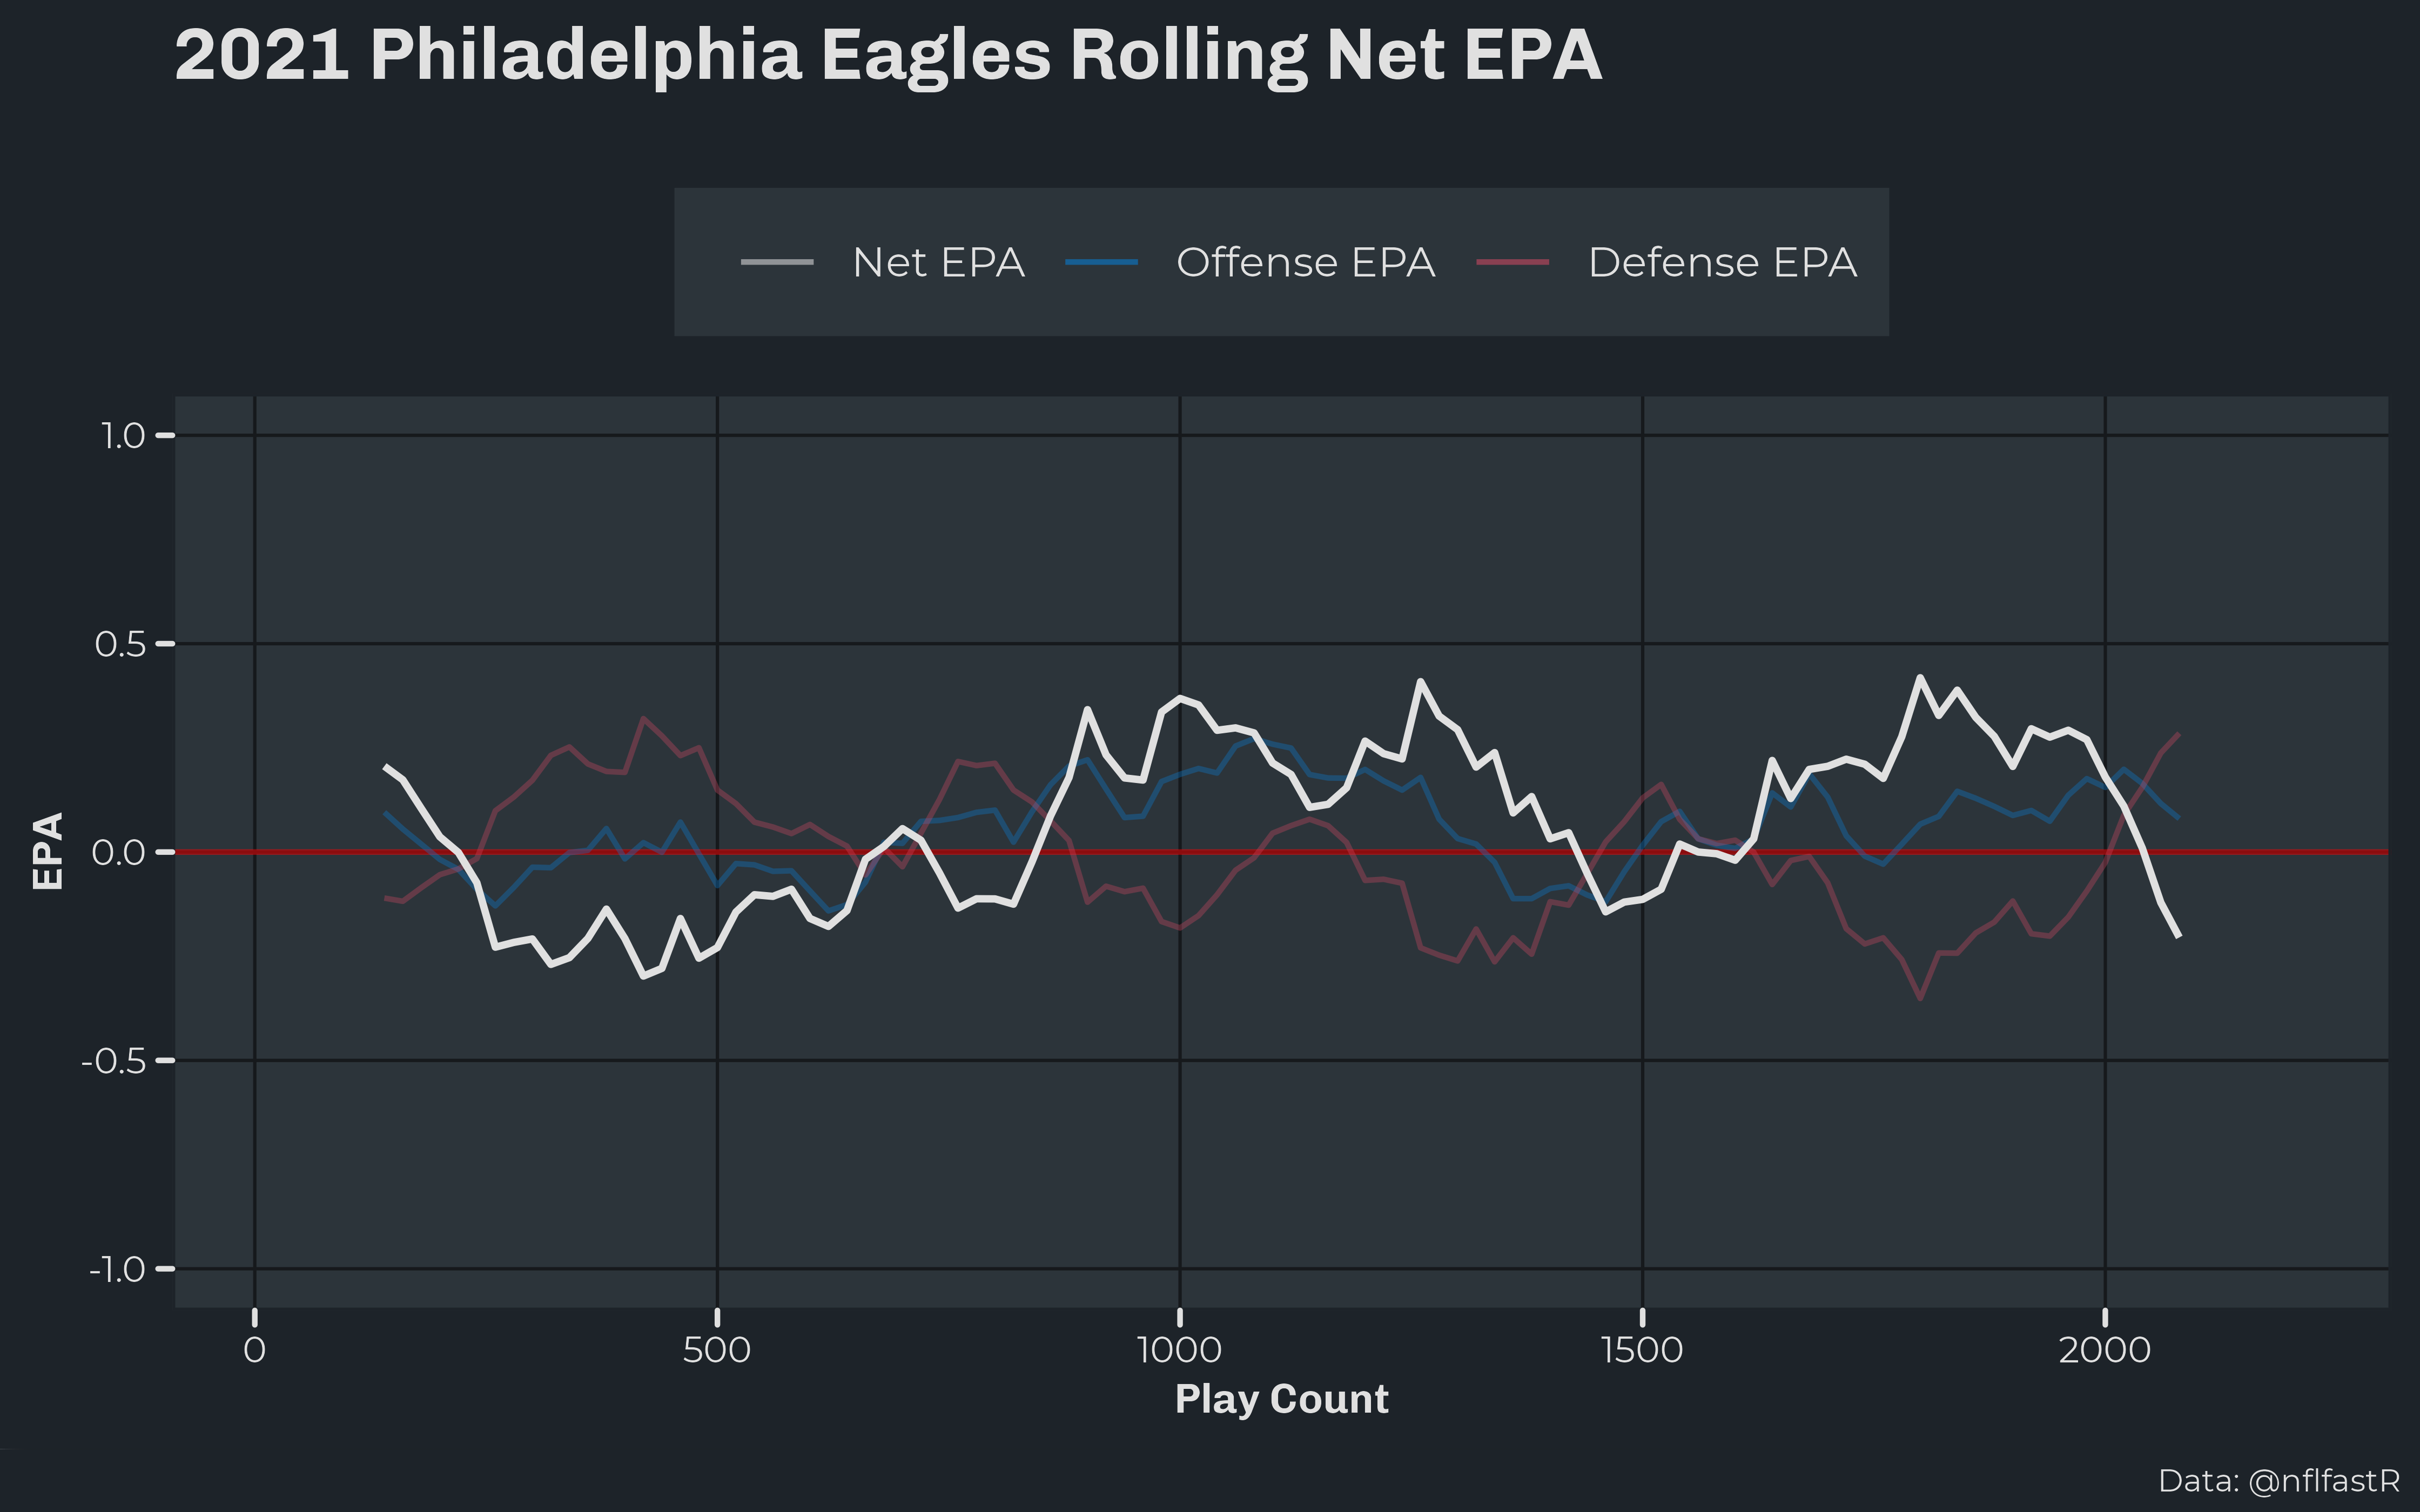 2021 Philadelphia Eagles Rolling Net EPA
Net EPA Offense EPA Defense EPA
1.0
0.5
0.0
-0.5
-1.0
EPA
0 500 1000 1500 2000
Play Count
Data: @nflfastR